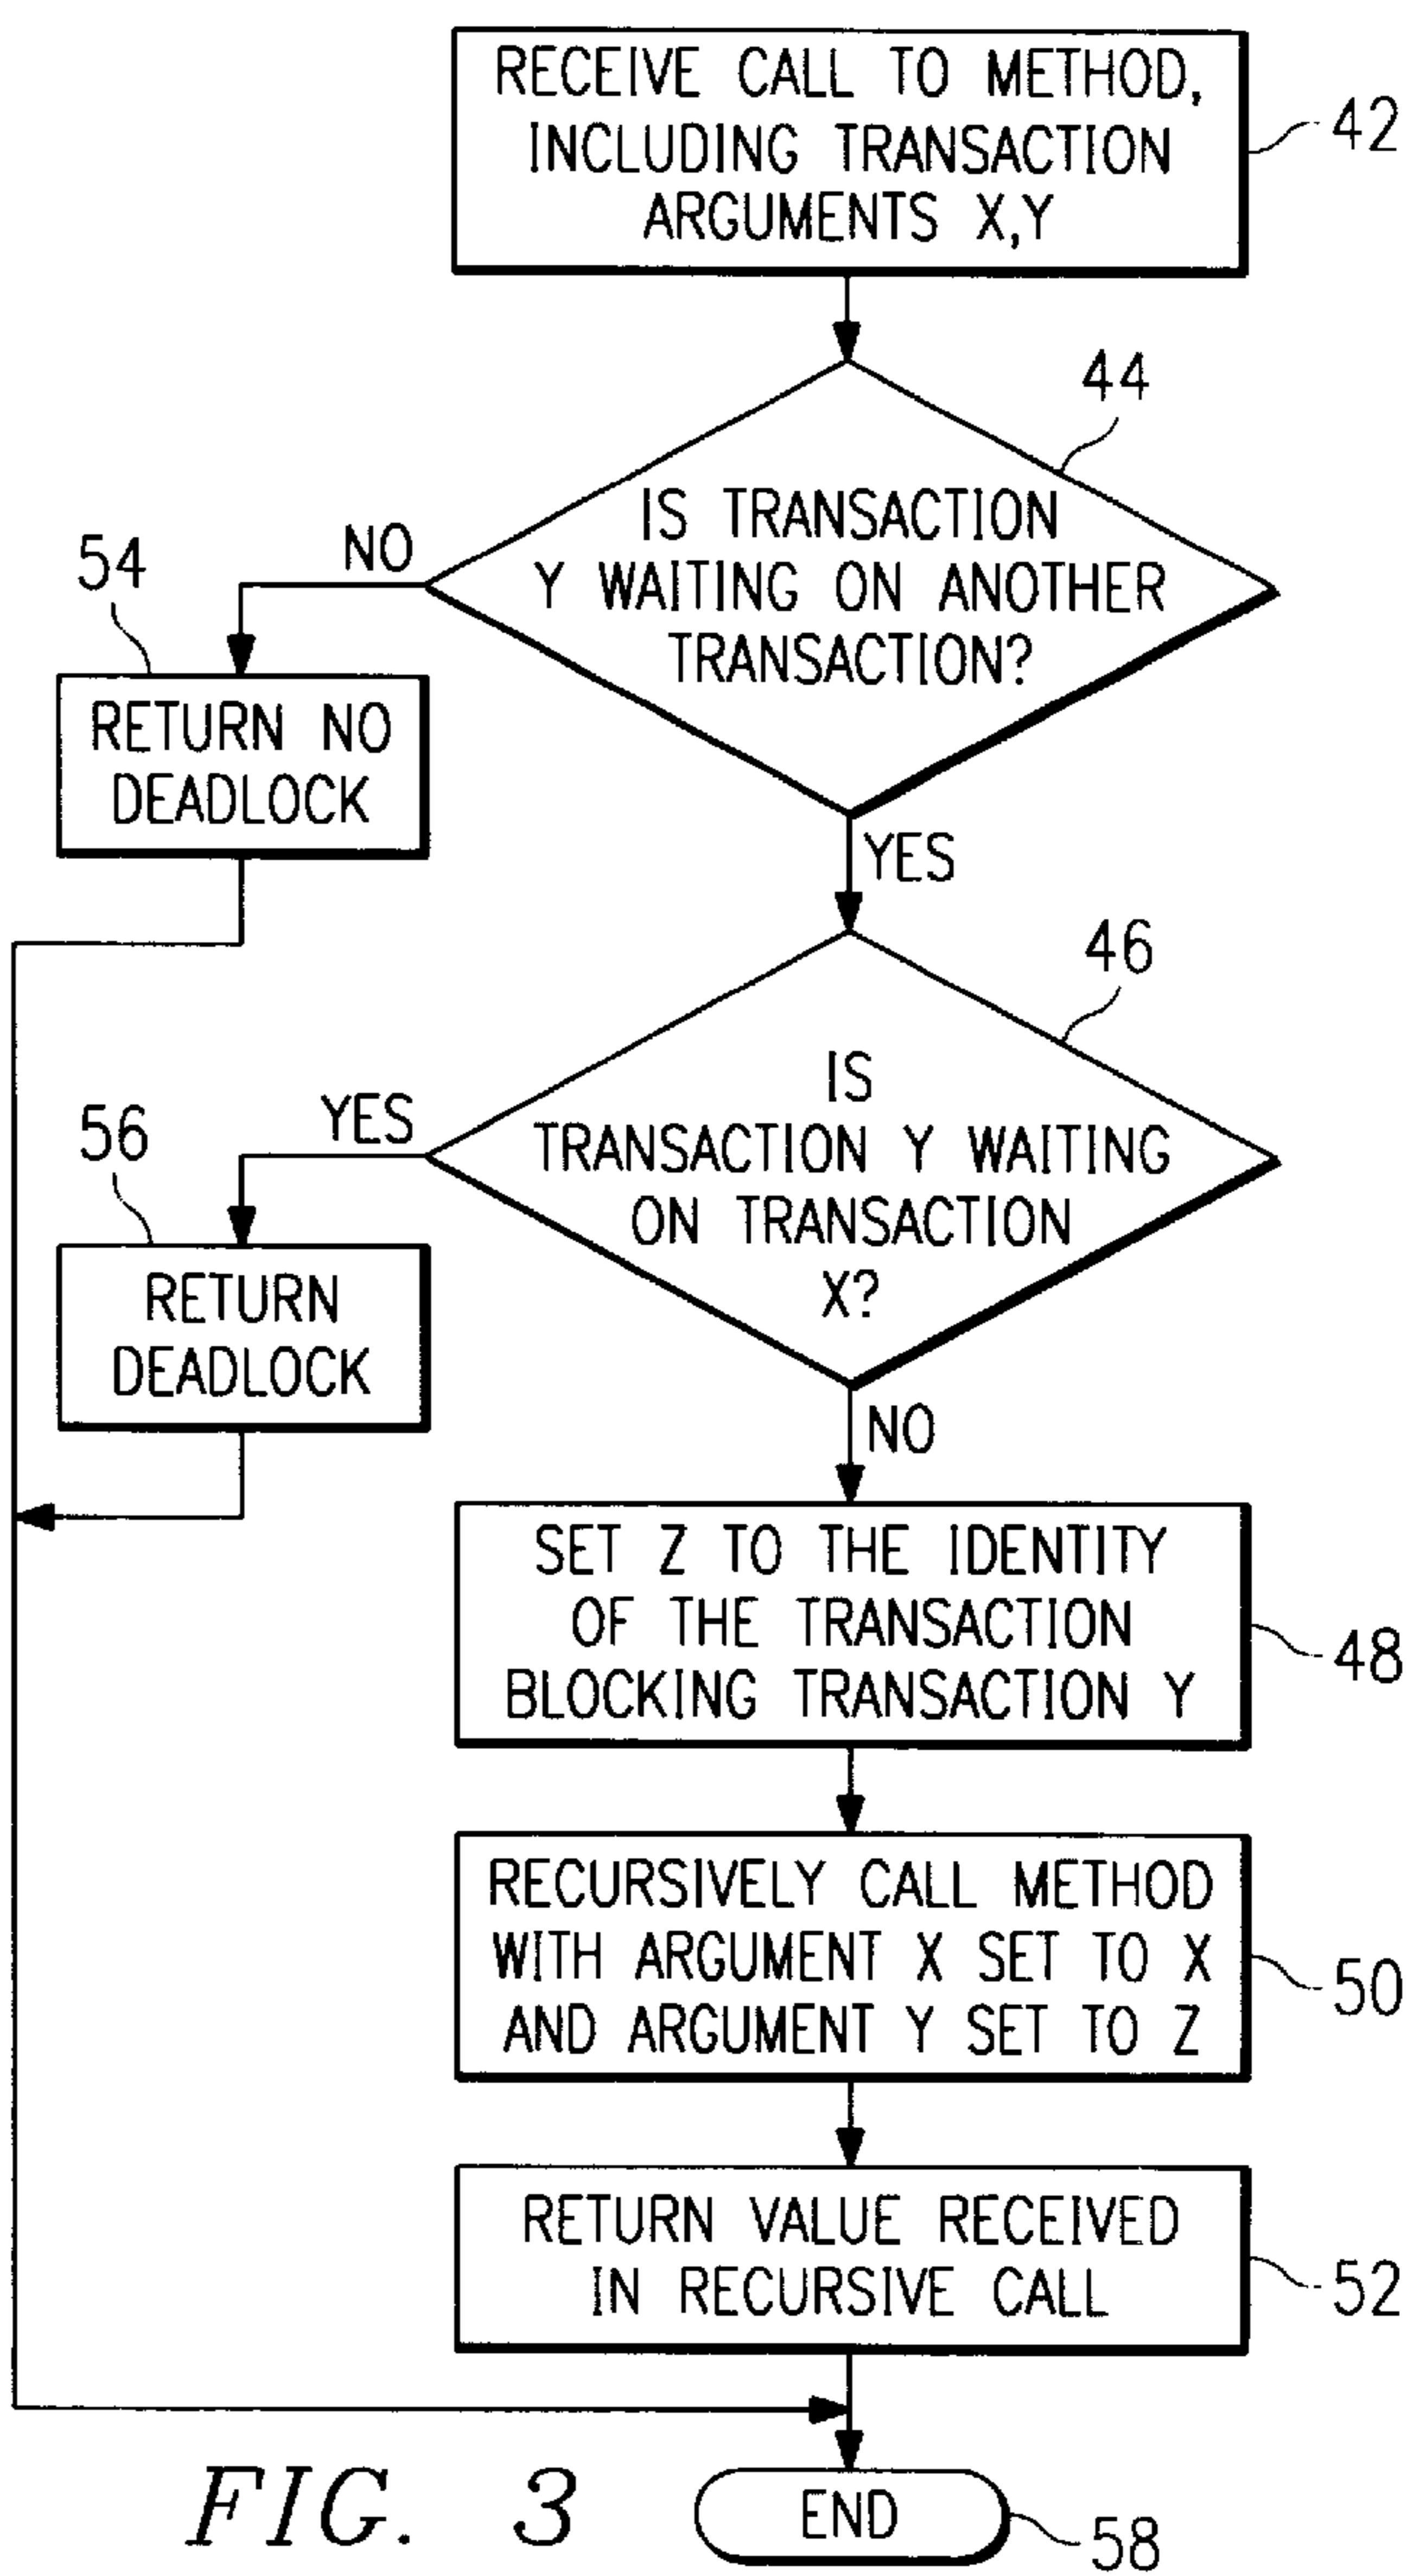 RECEIVE CALL TO METHOD,
INCLUDING TRANSACTION
ARGUMENTS X,Y
42
44
IS TRANSACTION
Y WAITING ON ANOTHER
TRANSACTION?
NO
54
RETURN NO
DEADLOCK
YES
46
IS
TRANSACTION Y WAITING
ON TRANSACTION
X?
YES
56
RETURN
DEADLOCK
NO
SET Z TO THE IDENTITY
OF THE TRANSACTION
BLOCKING TRANSACTION Y
48
RECURSIVELY CALL METHOD
WITH ARGUMENT X SET TO X
AND ARGUMENT Y SET TO Z
50
RETURN VALUE RECEIVED
IN RECURSIVE CALL
52
END
58
FIG. 3